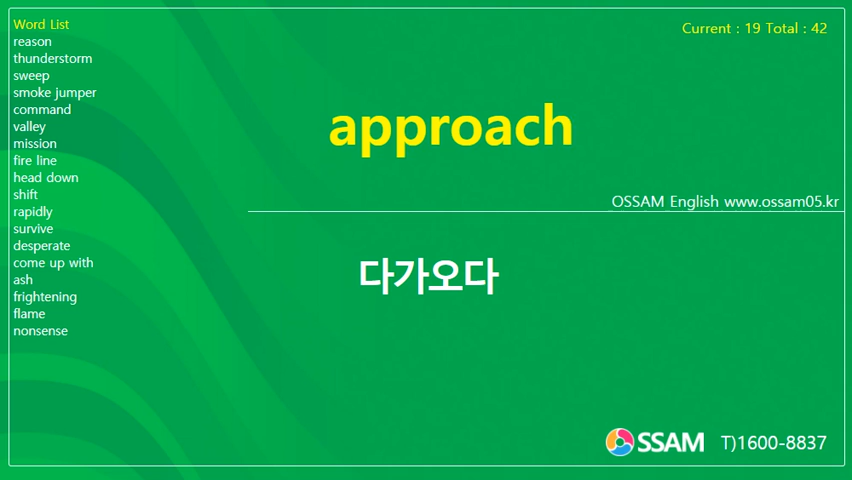 Word List
reason
thunderstorm
sweep
smoke jumper
command
valley
mission
fire line
head down
shift
rapidly
survive
desperate
come up with
ash
frightening
flame
nonsense
Current : 19 Total : 42
approach
OSSAM English www.ossam05.kr
다가오다
OSSAM T)1600-8837